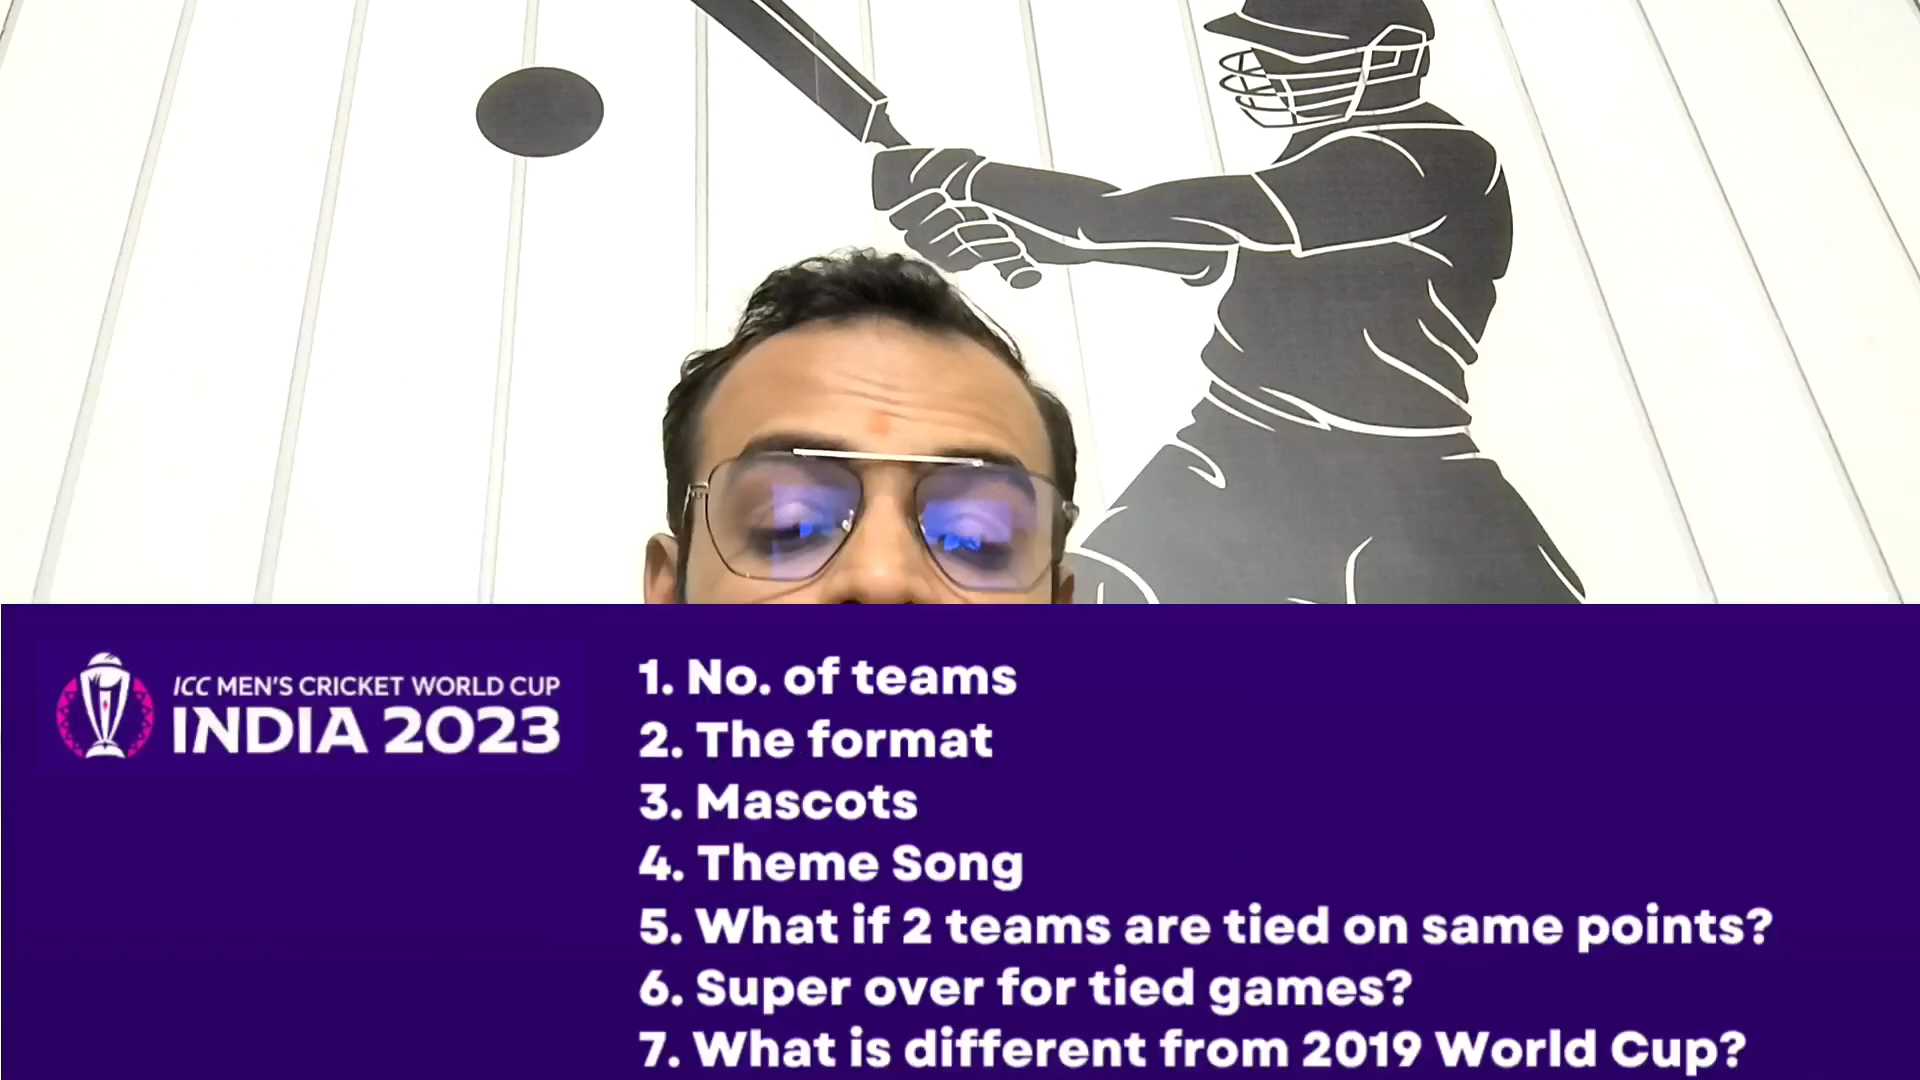 ICC MEN'S CRICKET WORLD CUP
INDIA 2023
1. No. of teams
2. The format
3. Mascots
4. Theme Song
5. What if 2 teams are tied on same points?
6. Super over for tied games?
7. What is different from 2019 World Cup?